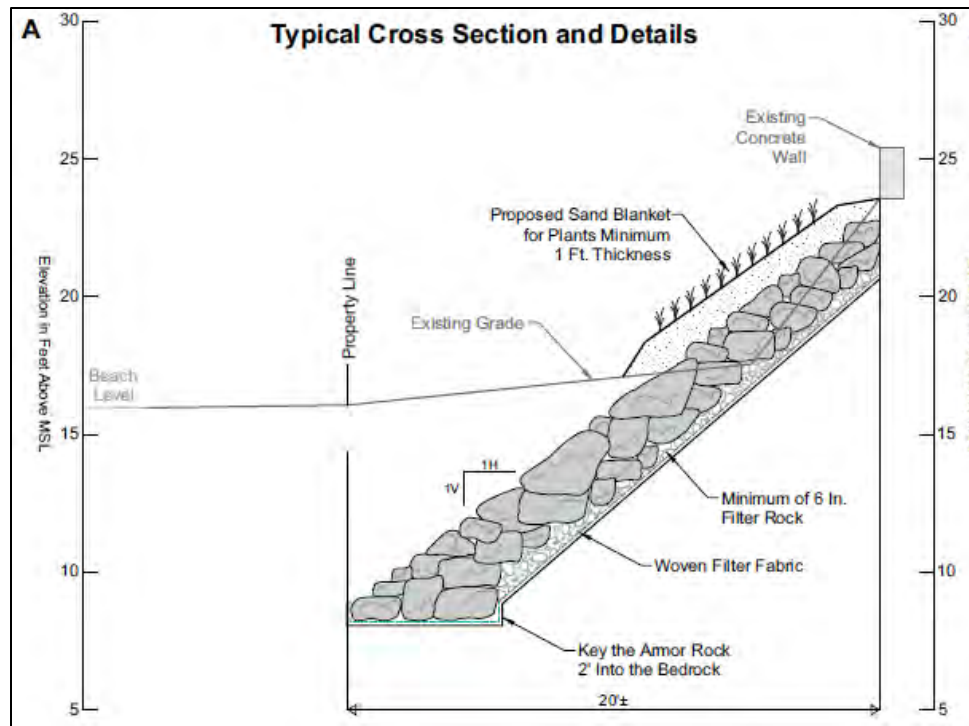 A
Typical Cross Section and Details
30
25
20
15
10
5
Elevation in Feet Above MSL
Beach
Level
Property Line
Existing Grade
Proposed Sand Blanket
for Plants Minimum
1 Ft. Thickness
Existing
Concrete
Wall
1H
1V
Minimum of 6 In.
Filter Rock
Woven Filter Fabric
Key the Armor Rock
2' Into the Bedrock
20'±
30
25
20
15
10
5